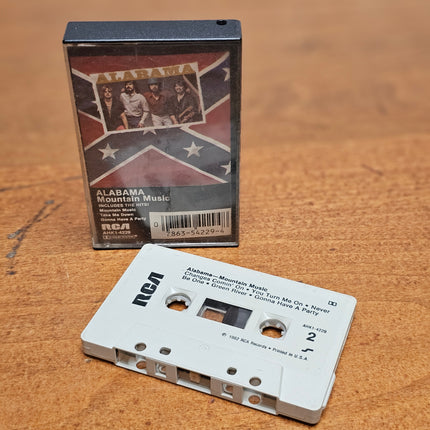 ALABAMA
ALABAMA
Mountain Music
INCLUDES THE HITS!
Mountain Music
Take Me Down
Gonna Have A Party
RCA
AHK1-4229
0 7863-54229-4
RCA
Alabama—Mountain Music
Changes Comin' On • You Turn Me On • Never
Be One • Green River • Gonna Have A Party
AHK1-4229
2
℗ 1982 RCA Records • Printed in U.S.A.